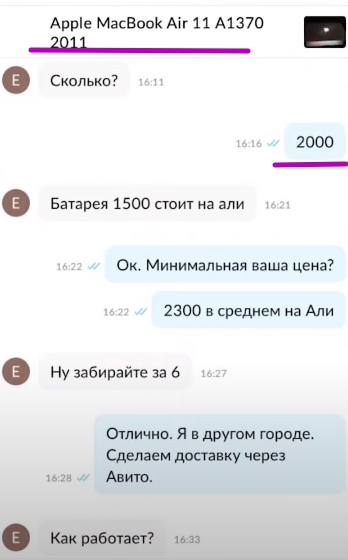 Apple MacBook Air 11 A1370
2011
E
Сколько?
16:11
16:16
2000
E
Батарея 1500 стоит на али
16:21
16:22
Ок. Минимальная ваша цена?
16:22
2300 в среднем на Али
E
Ну забирайте за 6
16:27
Отлично. Я в другом городе.
Сделаем доставку через
Авито.
16:28
E
Как работает?
16:33